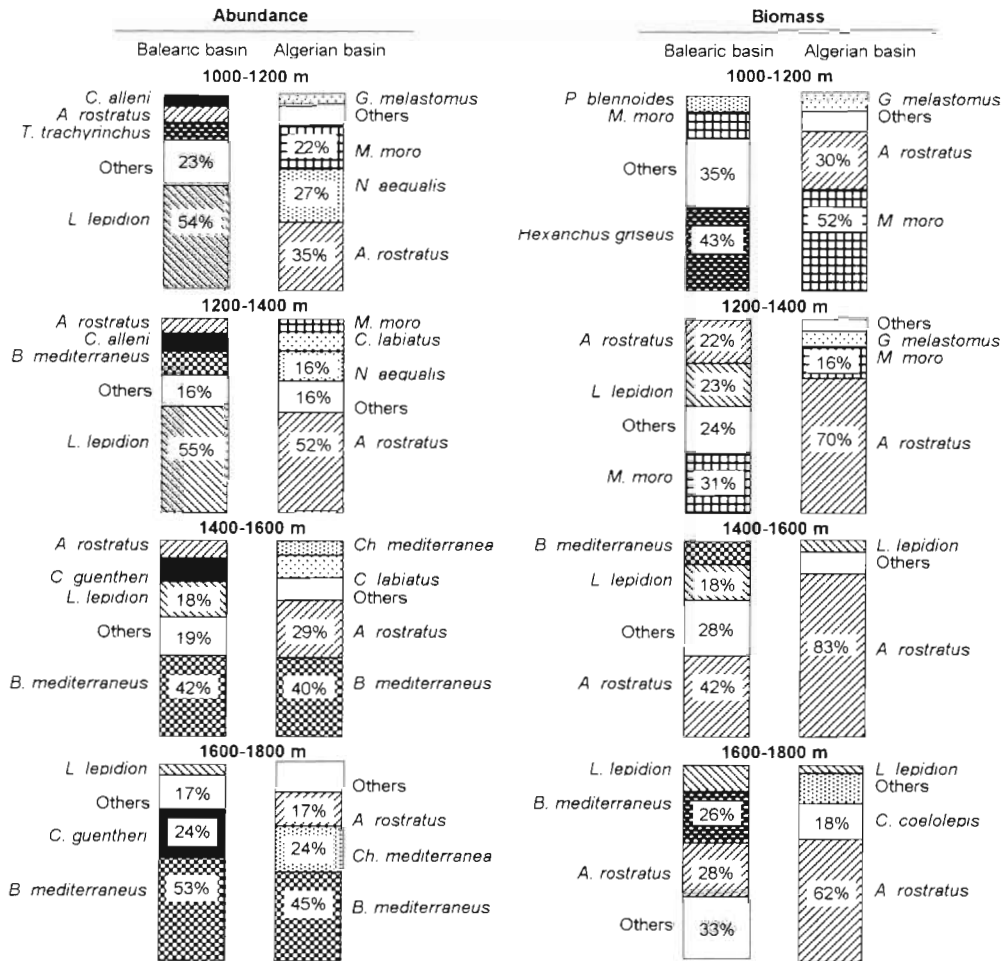 Abundance
Balearic basin Algerian basin
1000-1200 m
C. alleni
A rostratus
T. trachyrinchus
Others 23%
L lepidion 54%
G. melastomus
Others
22% M. moro
27% N aequalis
35% A. rostratus
1200-1400 m
A rostratus
C. alleni
B mediterraneus
Others 16%
L. lepidion 55%
M. moro
C. labiatus
16% N aequalis
16% Others
52% A rostratus
1400-1600 m
A rostratus
C guentheri
L. lepidion 18%
Others 19%
B. mediterraneus 42%
Ch mediterranea
C labiatus
Others
29% A rostratus
40% B mediterraneus
1600-1800 m
L lepidion
Others 17%
C. guentheri 24%
B mediterraneus 53%
Others
17% A rostratus
24% Ch. mediterranea
45% B. mediterraneus
Biomass
Balearic basin Algerian basin
1000-1200 m
P blennoides
M. moro
Others 35%
Hexanchus griseus 43%
G melastomus
Others
30% A rostratus
52% M moro
1200-1400 m
A rostratus 22%
L lepidion 23%
Others 24%
M. moro 31%
Others
G melastomus
16% M moro
70% A rostratus
1400-1600 m
B mediterraneus
L lepidion 18%
Others 28%
A rostratus 42%
L. lepidion
Others
83% A rostratus
1600-1800 m
L. lepidion
B. mediterraneus 26%
A. rostratus 28%
Others 33%
L lepidion
Others
18% C. coelolepis
62% A rostratus